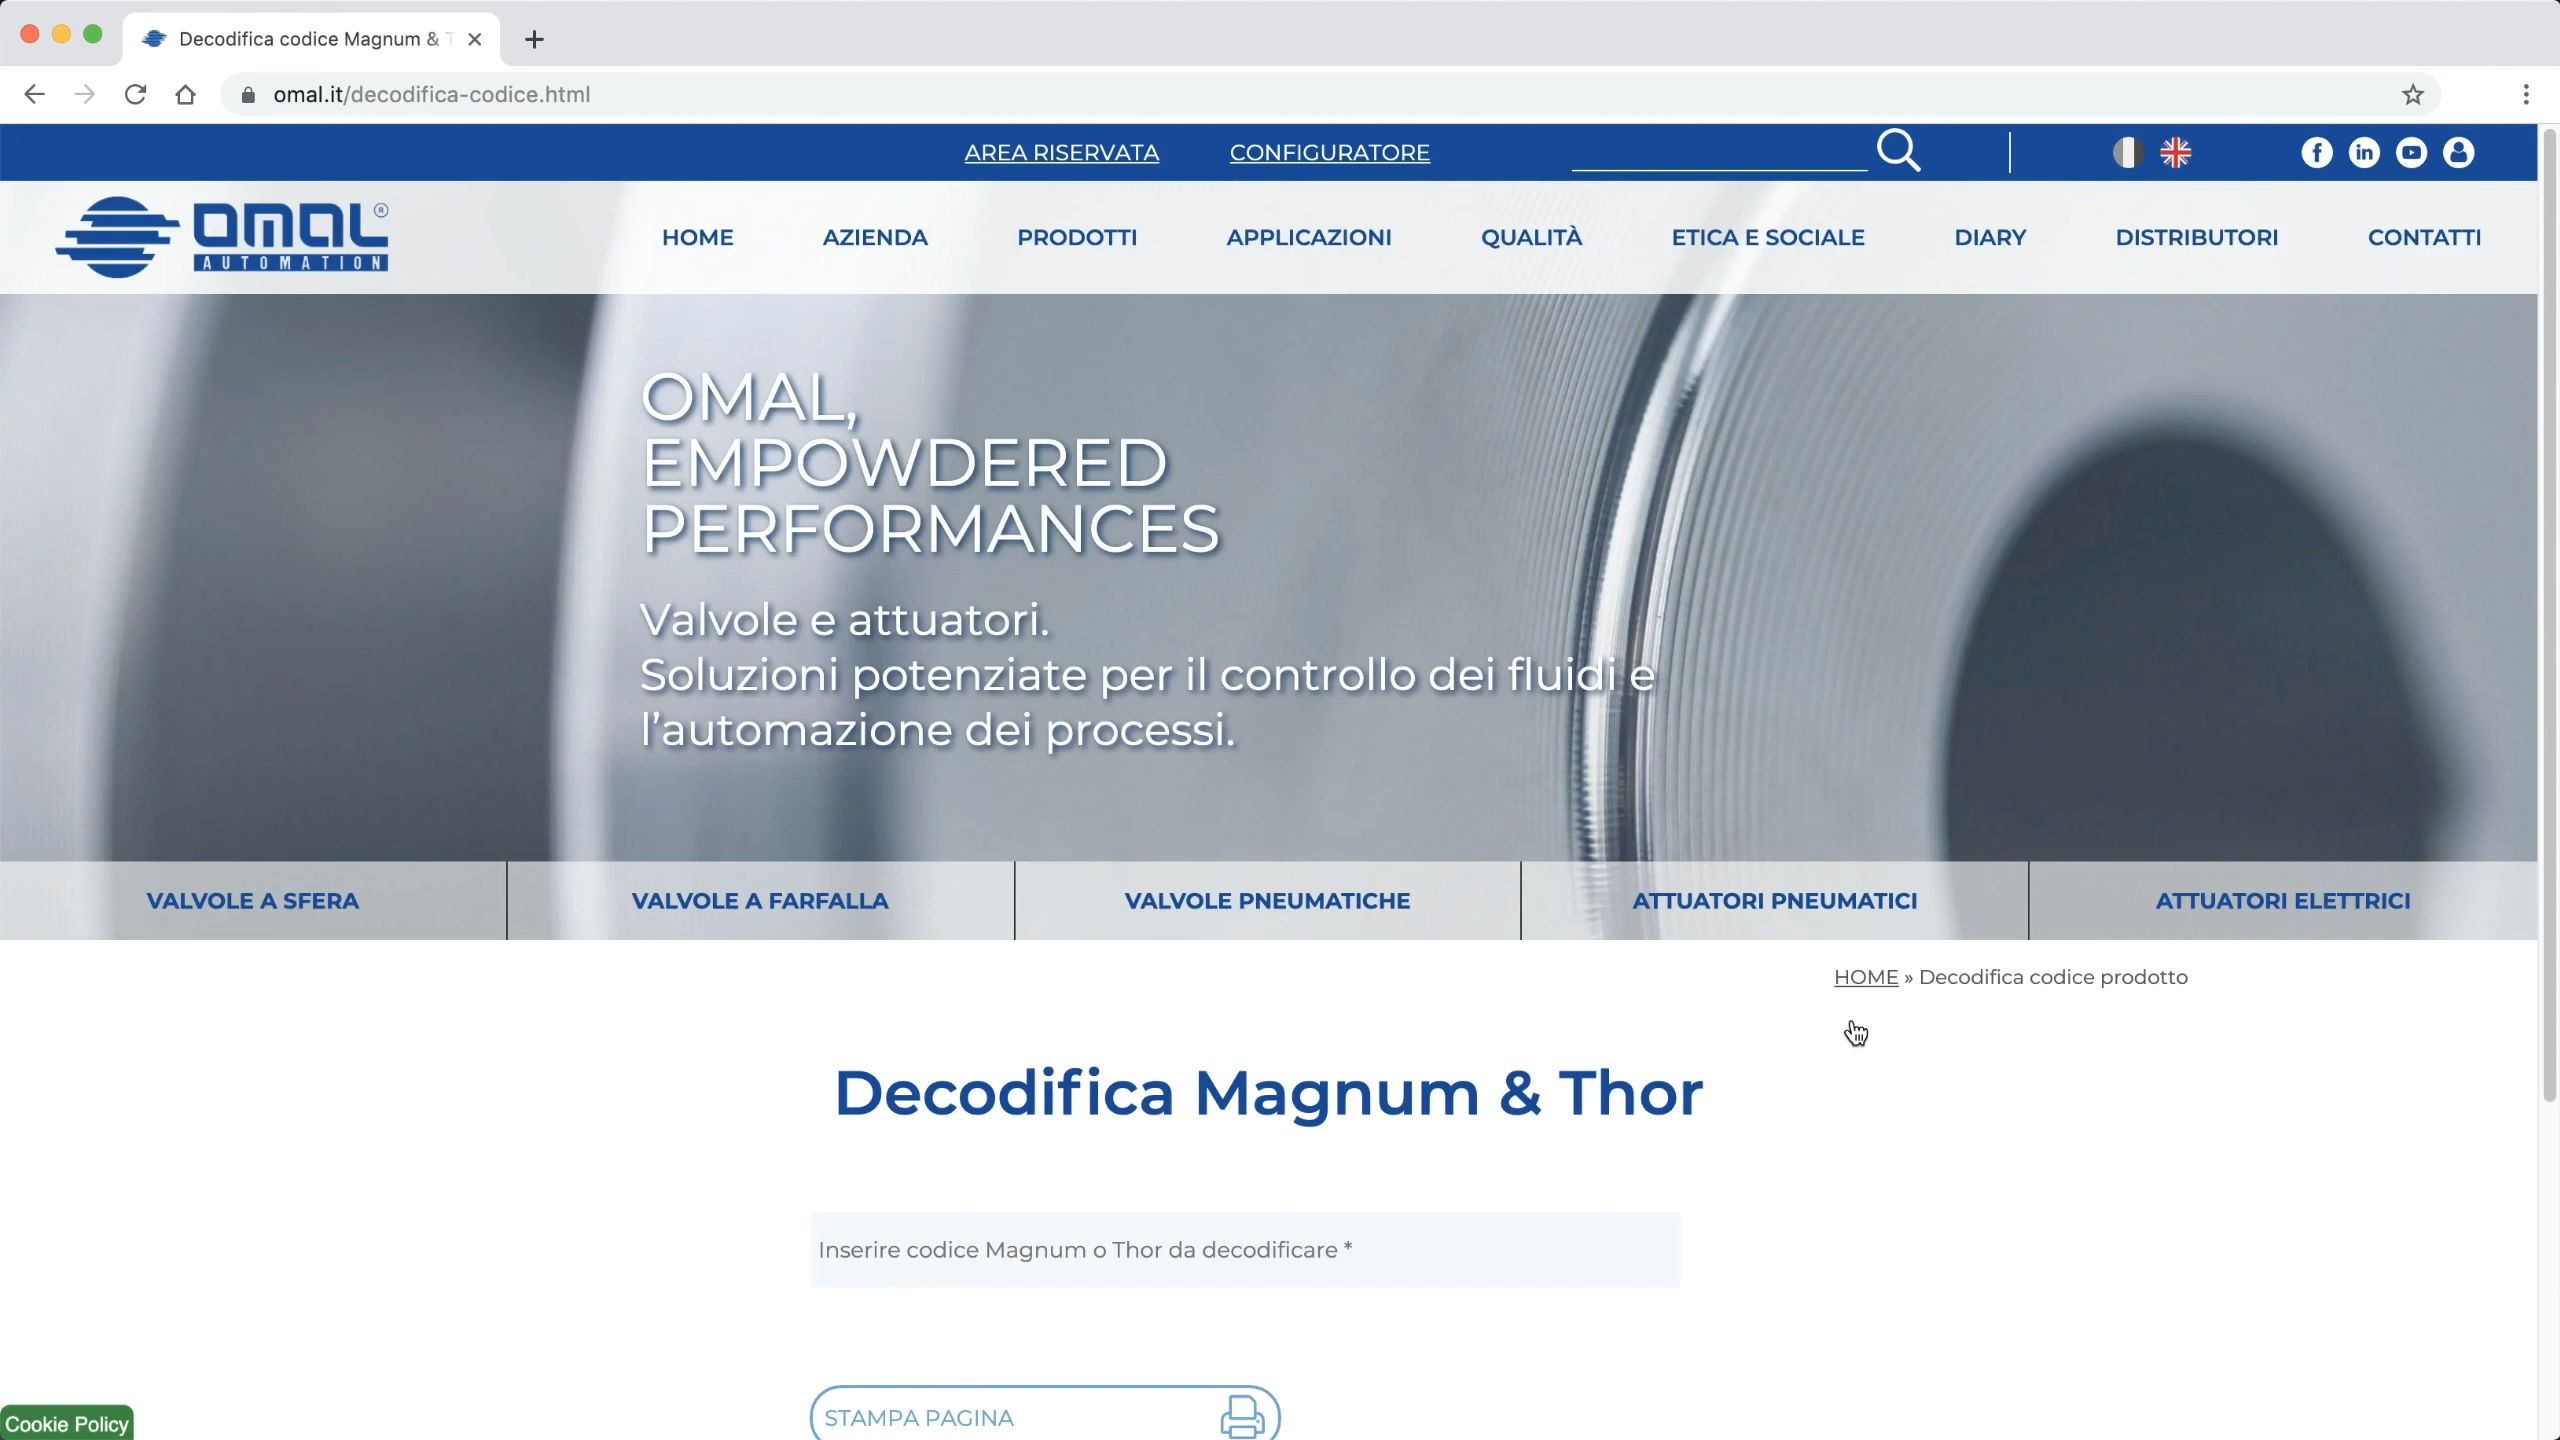 Decodifica codice Magnum & T
omal.it/decodifica-codice.html
AREA RISERVATA
CONFIGURATORE
OMAL®
AUTOMATION
HOME
AZIENDA
PRODOTTI
APPLICAZIONI
QUALITÀ
ETICA E SOCIALE
DIARY
DISTRIBUTORI
CONTATTI
OMAL,
EMPOWDERED
PERFORMANCES
Valvole e attuatori.
Soluzioni potenziate per il controllo dei fluidi e
l’automazione dei processi.
VALVOLE A SFERA
VALVOLE A FARFALLA
VALVOLE PNEUMATICHE
ATTUATORI PNEUMATICI
ATTUATORI ELETTRICI
HOME » Decodifica codice prodotto
Decodifica Magnum & Thor
Inserire codice Magnum o Thor da decodificare *
STAMPA PAGINA
Cookie Policy